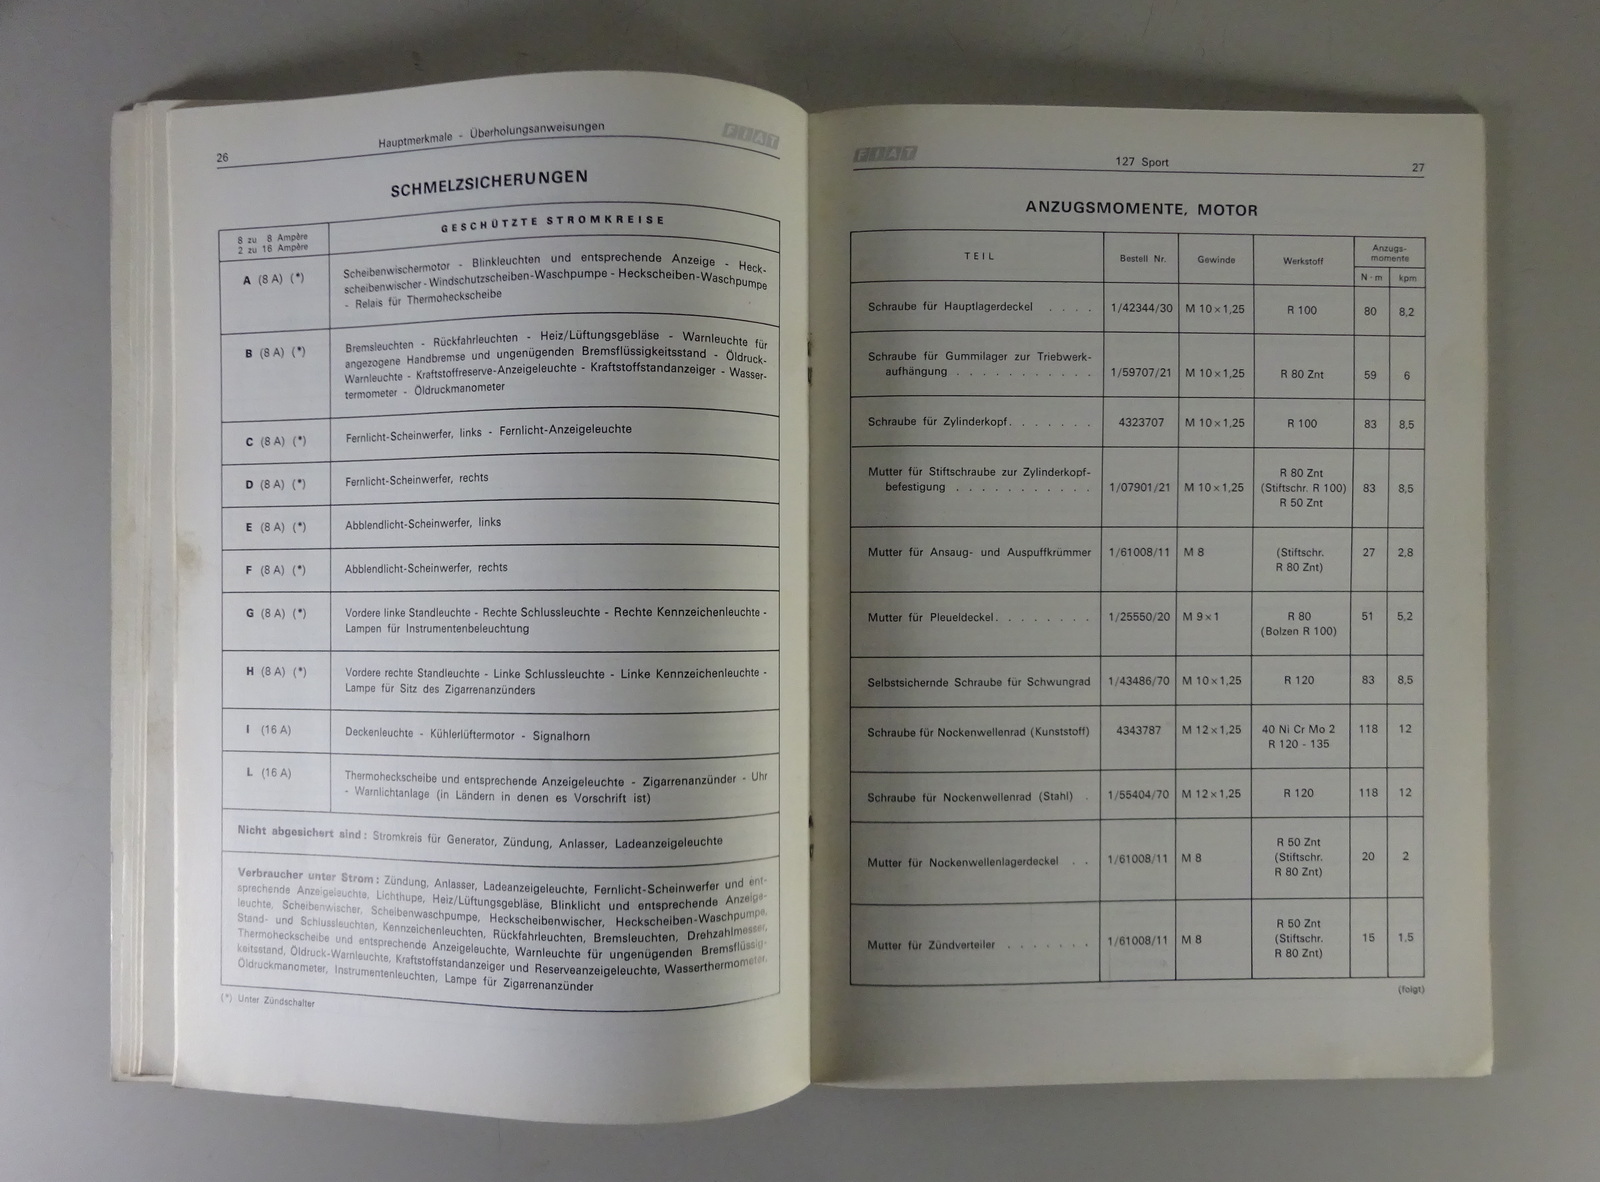 26
Hauptmerkmale - Überholungsanweisungen
FIAT
SCHMELZSICHERUNGEN
8 zu 8 Ampère
2 zu 16 Ampère
GESCHÜTZTE STROMKREISE
A (8 A) (*)
Scheibenwischermotor - Blinkleuchten und entsprechende Anzeige - Heck-
scheibenwischer - Windschutzscheiben-Waschpumpe - Heckscheiben-Waschpumpe
- Relais für Thermoheckscheibe
B (8 A) (*)
Bremsleuchten - Rückfahrleuchten - Heiz/Lüftungsgebläse - Warnleuchte für
angezogene Handbremse und ungenügenden Bremsflüssigkeitsstand - Öldruck-
Warnleuchte - Kraftstoffreserve-Anzeigeleuchte - Kraftstoffstandanzeiger - Wasser-
termometer - Öldruckmanometer
C (8 A) (*)
Fernlicht-Scheinwerfer, links - Fernlicht-Anzeigeleuchte
D (8 A) (*)
Fernlicht-Scheinwerfer, rechts
E (8 A) (*)
Abblendlicht-Scheinwerfer, links
F (8 A) (*)
Abblendlicht-Scheinwerfer, rechts
G (8 A) (*)
Vordere linke Standleuchte - Rechte Schlussleuchte - Rechte Kennzeichenleuchte -
Lampen für Instrumentenbeleuchtung
H (8 A) (*)
Vordere rechte Standleuchte - Linke Schlussleuchte - Linke Kennzeichenleuchte -
Lampe für Sitz des Zigarrenanzünders
I (16 A)
Deckenleuchte - Kühlerlüftermotor - Signalhorn
L (16 A)
Thermoheckscheibe und entsprechende Anzeigeleuchte - Zigarrenanzünder - Uhr
- Warnlichtanlage (in Ländern in denen es Vorschrift ist)
Nicht abgesichert sind: Stromkreis für Generator, Zündung, Anlasser, Ladeanzeigeleuchte
Verbraucher unter Strom: Zündung, Anlasser, Ladeanzeigeleuchte, Fernlicht-Scheinwerfer und ent-
sprechende Anzeigeleuchte, Lichthupe, Heiz/Lüftungsgebläse, Blinklicht und entsprechende Anzeige-
leuchte, Scheibenwischer, Scheibenwaschpumpe, Heckscheibenwischer, Heckscheiben-Waschpumpe,
Stand- und Schlussleuchten, Kennzeichenleuchten, Rückfahrleuchten, Bremsleuchten, Drehzahlmesser,
Thermoheckscheibe und entsprechende Anzeigeleuchte, Warnleuchte für ungenügenden Bremsflüssig-
keitsstand, Öldruck-Warnleuchte, Kraftstoffstandanzeiger und Reserveanzeigeleuchte, Wasserthermometer,
Öldruckmanometer, Instrumentenleuchten, Lampe für Zigarrenanzünder
(*) Unter Zündschalter
FIAT
127 Sport
27
ANZUGSMOMENTE, MOTOR
TEIL
Bestell Nr.
Gewinde
Werkstoff
Anzugs-
momente
N·m
kpm
Schraube für Hauptlagerdeckel . . . . 1/42344/30 M 10×1,25 R 100 80 8,2
Schraube für Gummilager zur Triebwerk-
aufhängung . . . . . . . . . . . 1/59707/21 M 10×1,25 R 80 Znt 59 6
Schraube für Zylinderkopf. . . . . . . 4323707 M 10×1,25 R 100 83 8,5
Mutter für Stiftschraube zur Zylinderkopf-
befestigung . . . . . . . . . . . 1/07901/21 M 10×1,25 R 80 Znt
(Stiftschr. R 100)
R 50 Znt
83 8,5
Mutter für Ansaug- und Auspuffkrümmer 1/61008/11 M 8 (Stiftschr.
R 80 Znt)
27 2,8
Mutter für Pleueldeckel. . . . . . . . 1/25550/20 M 9×1 R 80
(Bolzen R 100)
51 5,2
Selbstsichernde Schraube für Schwungrad 1/43486/70 M 10×1,25 R 120 83 8,5
Schraube für Nockenwellenrad (Kunststoff) 4343787 M 12×1,25 40 Ni Cr Mo 2
R 120 - 135
118 12
Schraube für Nockenwellenrad (Stahl) . 1/55404/70 M 12×1,25 R 120 118 12
Mutter für Nockenwellenlagerdeckel . . 1/61008/11 M 8 R 50 Znt
(Stiftschr.
R 80 Znt)
20 2
Mutter für Zündverteiler . . . . . . . 1/61008/11 M 8 R 50 Znt
(Stiftschr.
R 80 Znt)
15 1,5
(folgt)